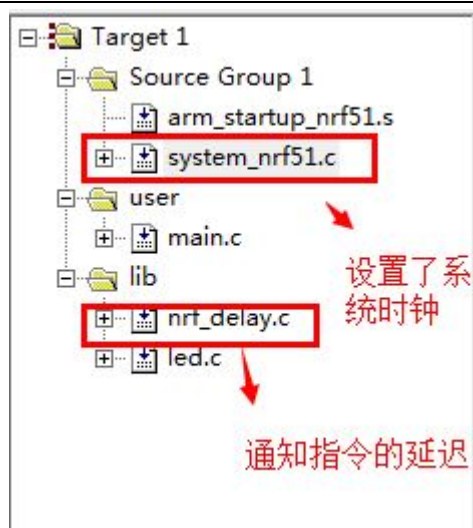 Target 1
Source Group 1
arm_startup_nrf51.s
system_nrf51.c
user
main.c
设置了系
统时钟
lib
nrf_delay.c
led.c
通知指令的延迟